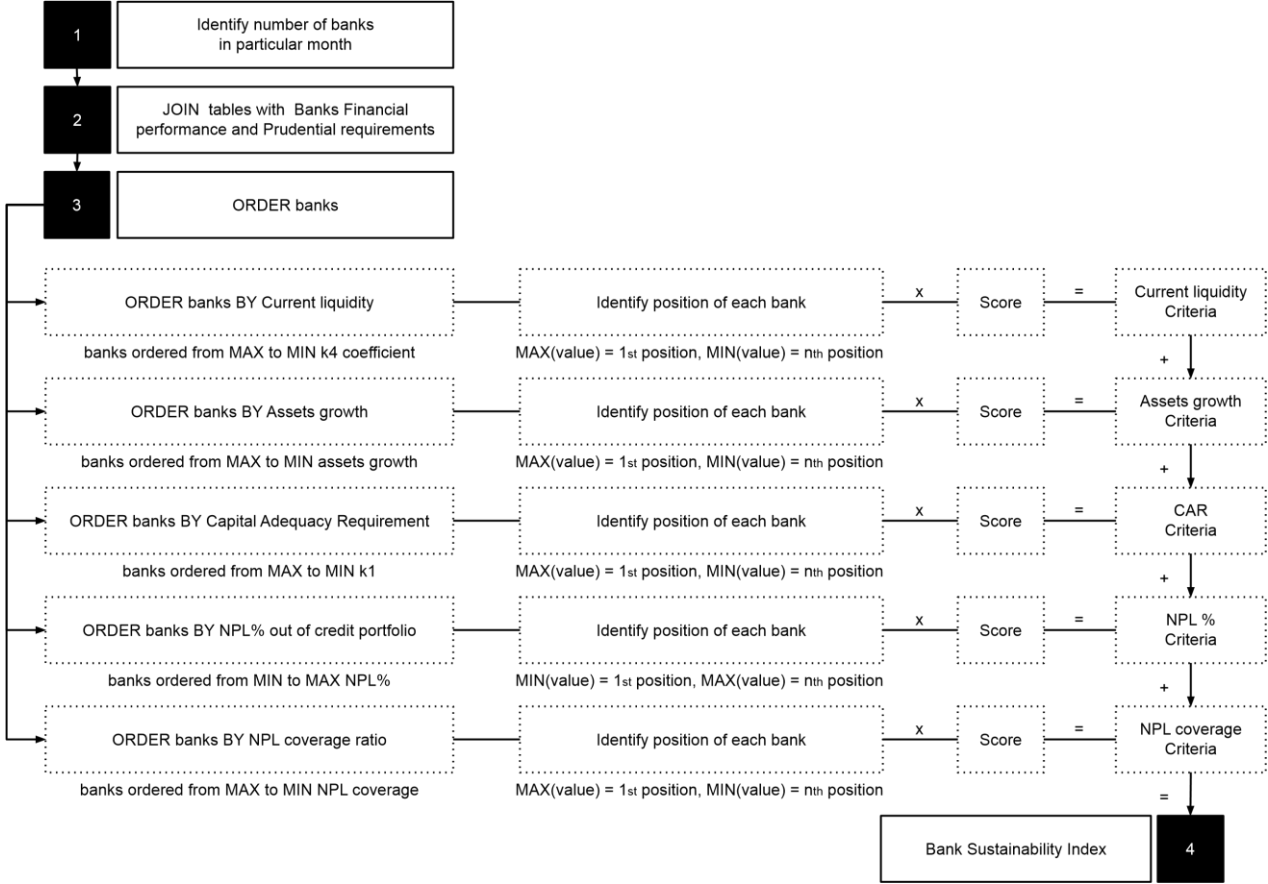 1
Identify number of banks
in particular month
2
JOIN tables with Banks Financial
performance and Prudential requirements
3
ORDER banks
ORDER banks BY Current liquidity
Identify position of each bank
x
Score
=
Current liquidity
Criteria
banks ordered from MAX to MIN k4 coefficient
MAX(value) = 1st position, MIN(value) = nth position
+
ORDER banks BY Assets growth
Identify position of each bank
x
Score
=
Assets growth
Criteria
banks ordered from MAX to MIN assets growth
MAX(value) = 1st position, MIN(value) = nth position
+
ORDER banks BY Capital Adequacy Requirement
Identify position of each bank
x
Score
=
CAR
Criteria
banks ordered from MAX to MIN k1
MAX(value) = 1st position, MIN(value) = nth position
+
ORDER banks BY NPL% out of credit portfolio
Identify position of each bank
x
Score
=
NPL %
Criteria
banks ordered from MIN to MAX NPL%
MIN(value) = 1st position, MAX(value) = nth position
+
ORDER banks BY NPL coverage ratio
Identify position of each bank
x
Score
=
NPL coverage
Criteria
banks ordered from MAX to MIN NPL coverage
MAX(value) = 1st position, MIN(value) = nth position
=
Bank Sustainability Index
4